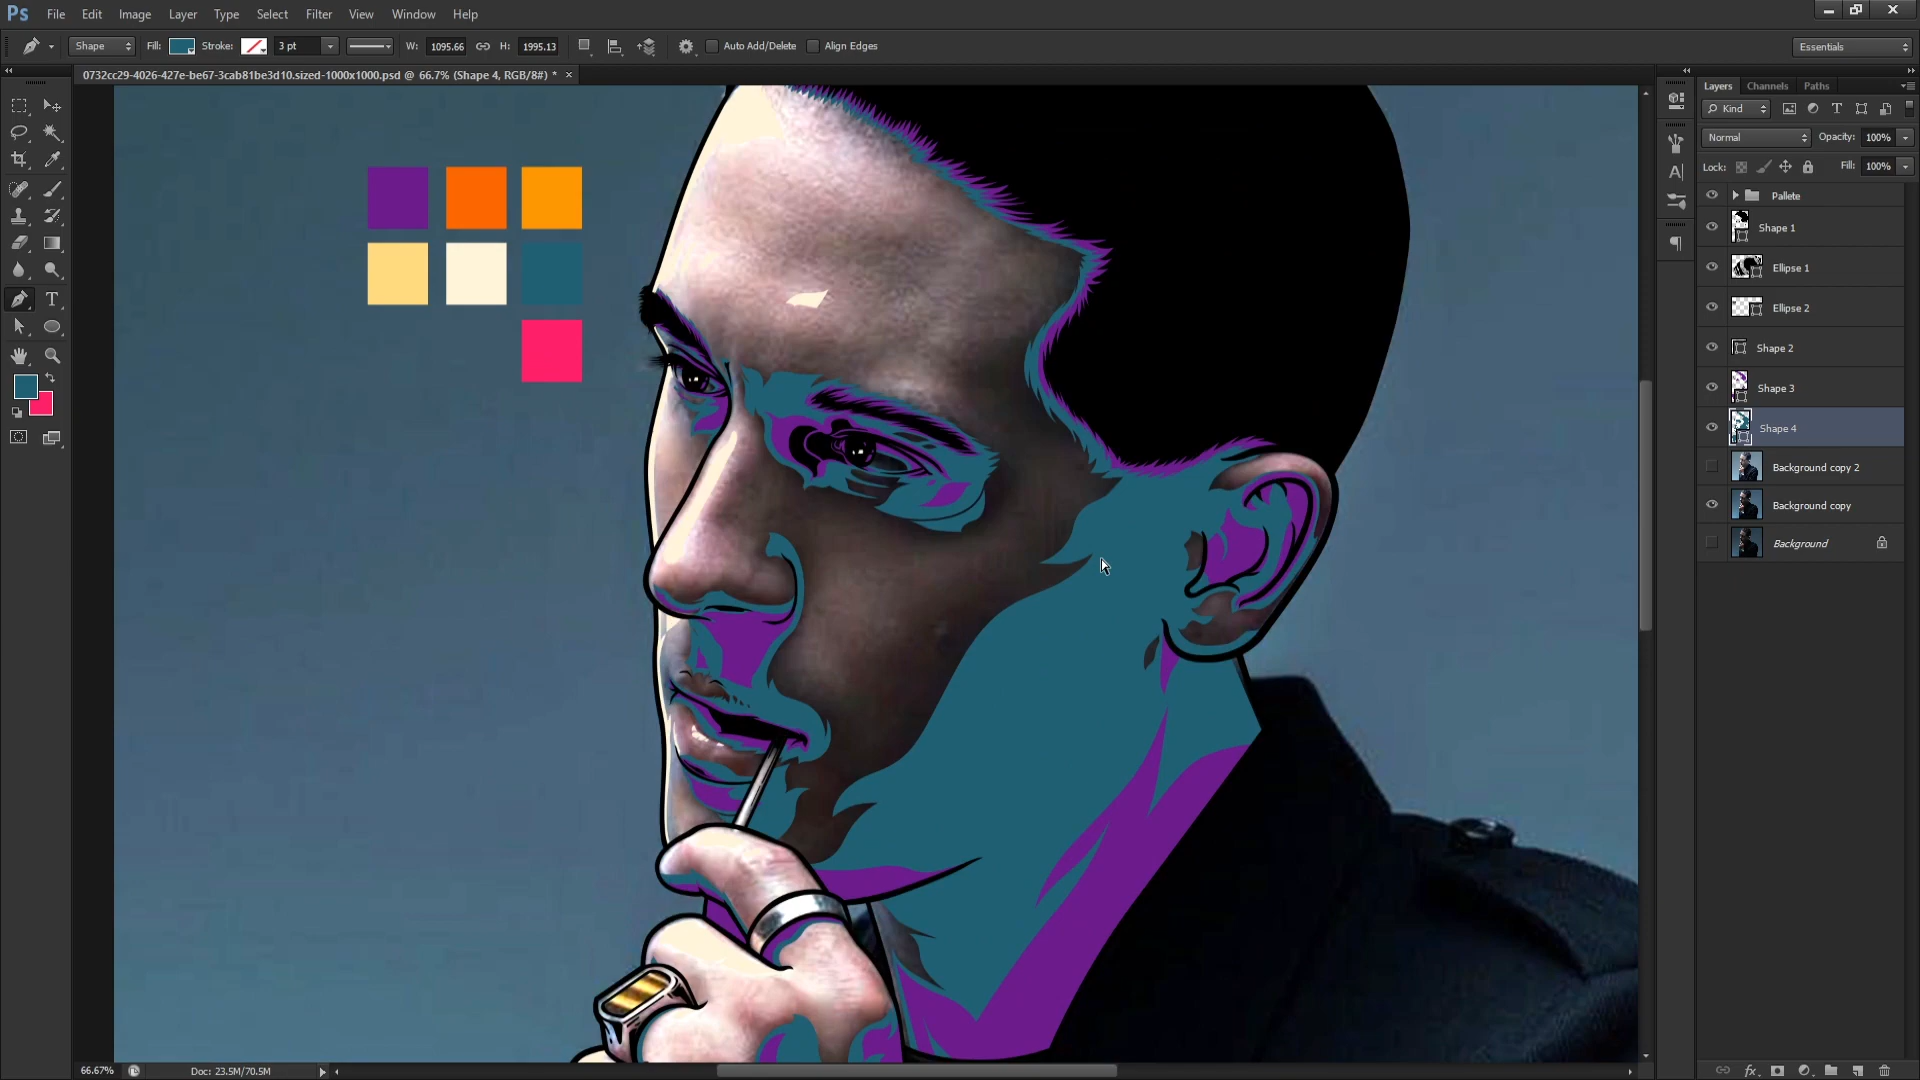 Ps File Edit Image Layer Type Select Filter View Window Help
Shape Fill: Stroke: 3 pt W: 1095.66 H: 1995.13 Auto Add/Delete Align Edges Essentials
0732cc29-4026-427e-be67-3cab81be3d10.sized-1000x1000.psd @ 66.7% (Shape 4, RGB/8#) * ×
Layers Channels Paths
Kind
Normal Opacity: 100%
Lock: Fill: 100%
Pallete
Shape 1
Ellipse 1
Ellipse 2
Shape 2
Shape 3
Shape 4
Background copy 2
Background copy
Background
66.67% Doc: 23.5M/70.5M